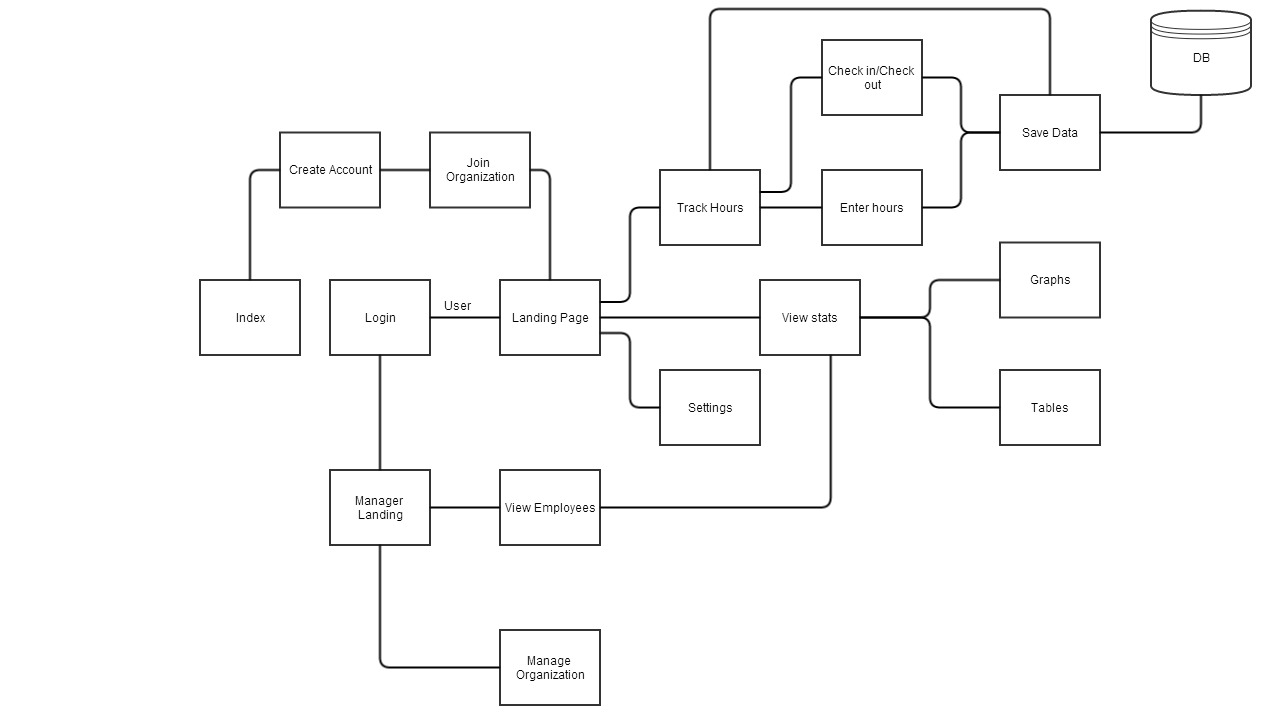 DB
Check in/Check
out
Save Data
Create Account
Join
Organization
Track Hours
Enter hours
Graphs
Index
Login
User
Landing Page
View stats
Settings
Tables
Manager
Landing
View Employees
Manage
Organization